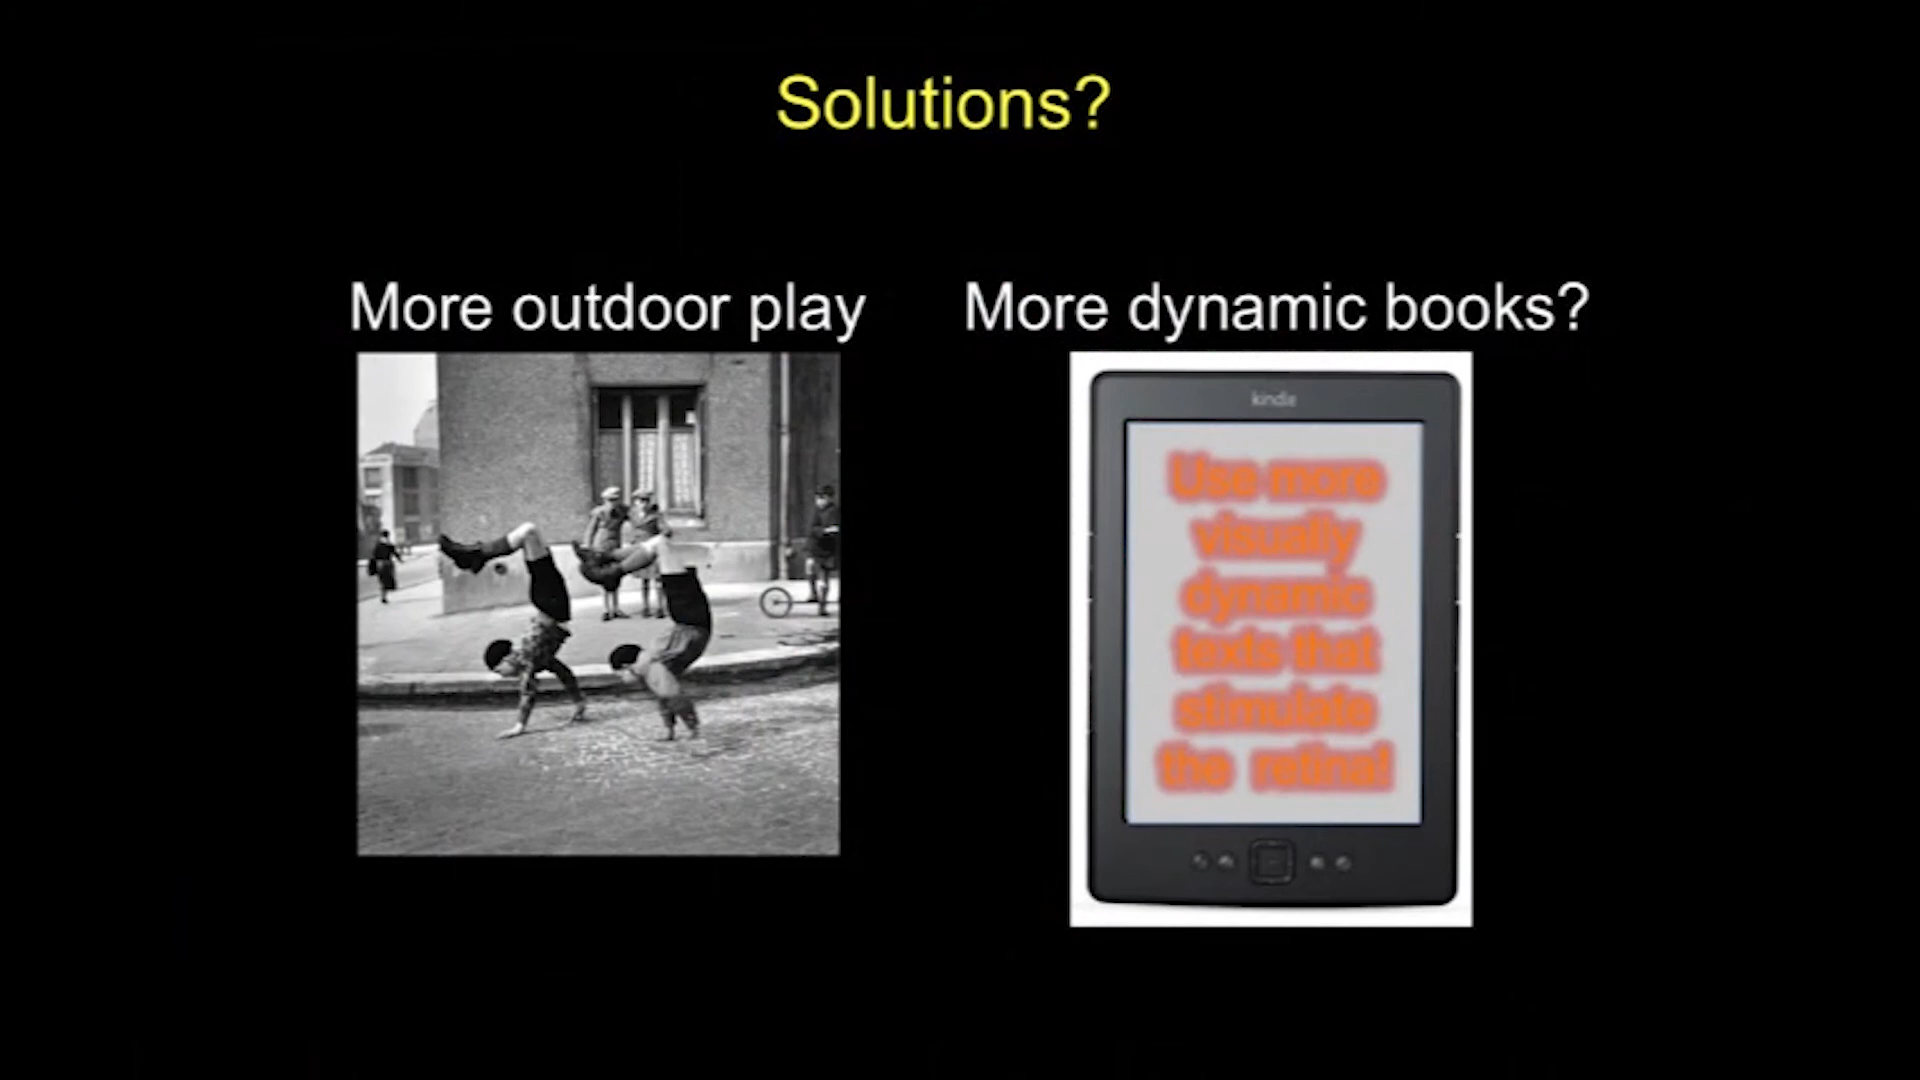 Solutions?
More outdoor play
More dynamic books?
kindle
Use more
visually
dynamic
texts that
stimulate
the retina!